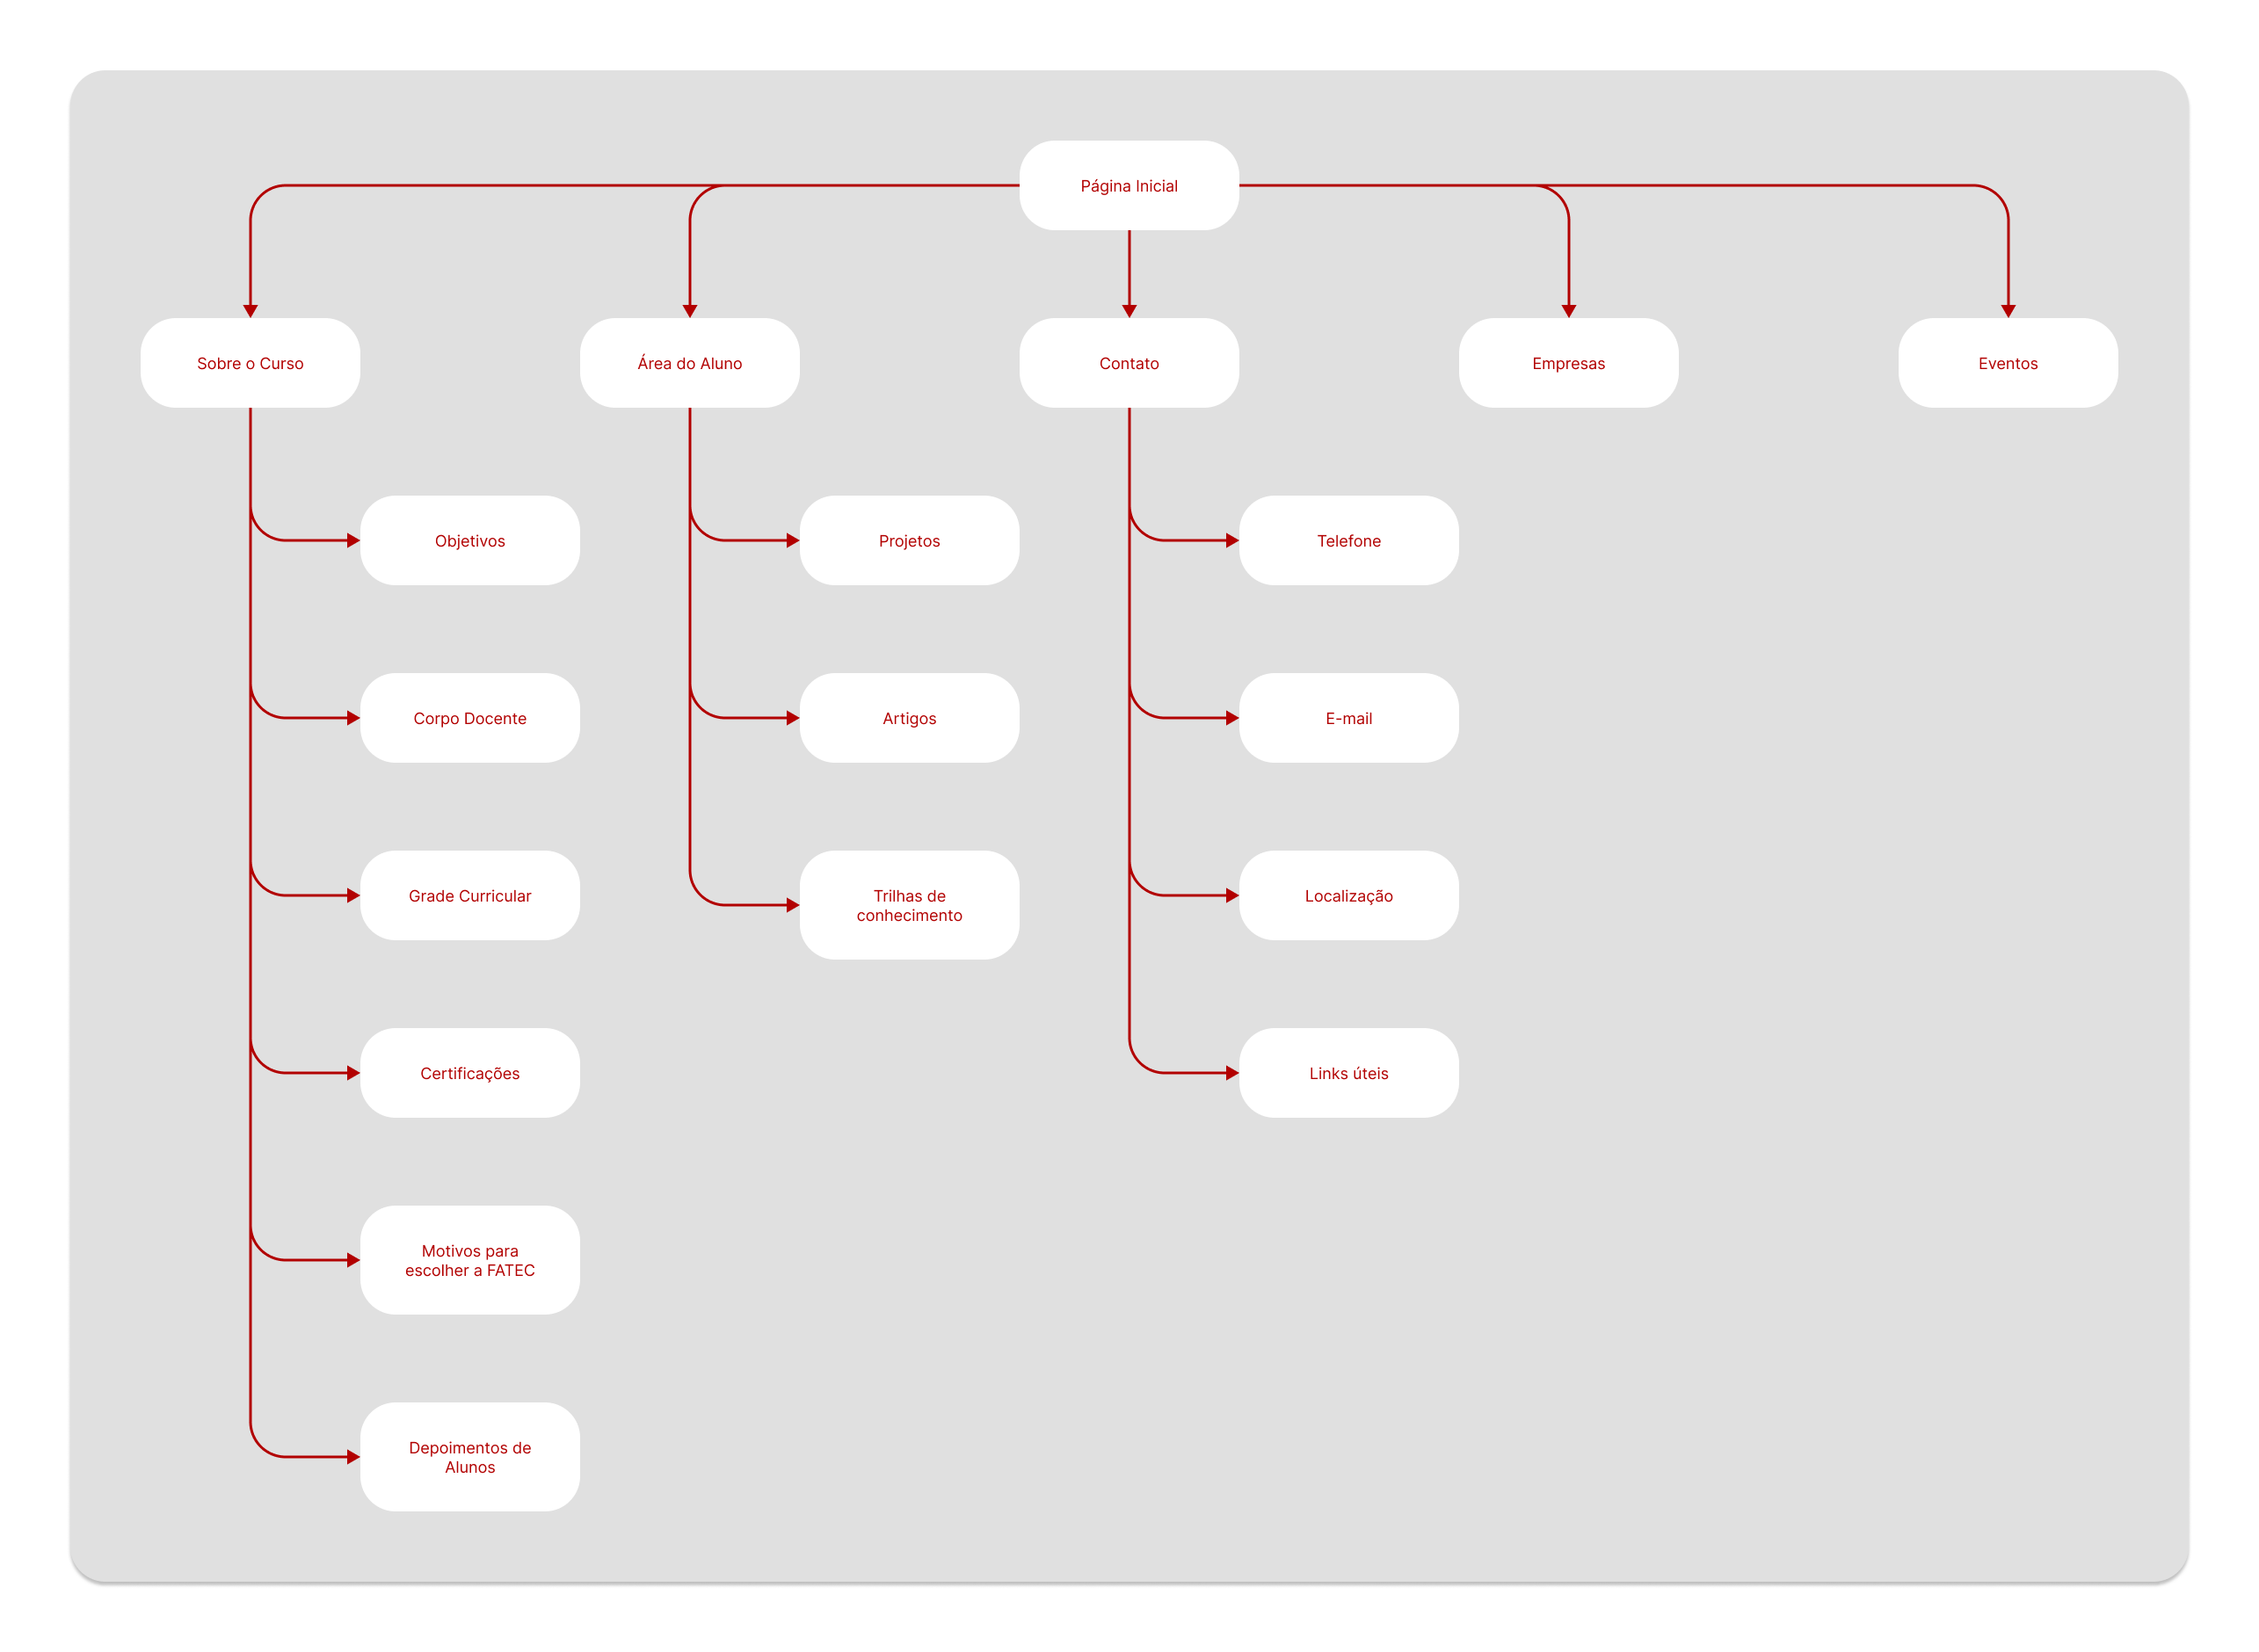 Página Inicial
Sobre o Curso
Área do Aluno
Contato
Empresas
Eventos
Objetivos
Projetos
Telefone
Corpo Docente
Artigos
E-mail
Grade Curricular
Trilhas de
conhecimento
Localização
Certificações
Links úteis
Motivos para
escolher a FATEC
Depoimentos de
Alunos